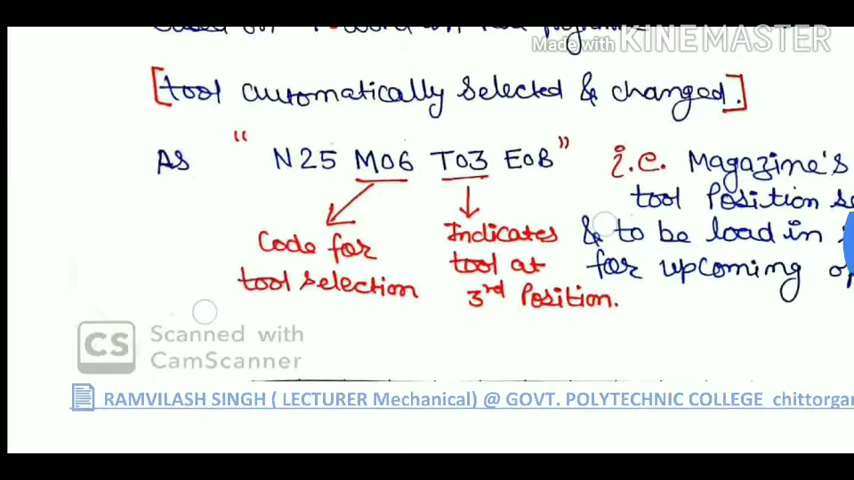 Made with KINEMASTER
[tool automatically selected & changed.]
As " N25 M06 T03 EOB" i.e. Magazine's
tool Position
Code for
tool selection
Indicates
tool at
3rd Position.
& to be load in
for upcoming
CS Scanned with
CamScanner
RAMVILASH SINGH ( LECTURER Mechanical) @ GOVT. POLYTECHNIC COLLEGE chittorgar